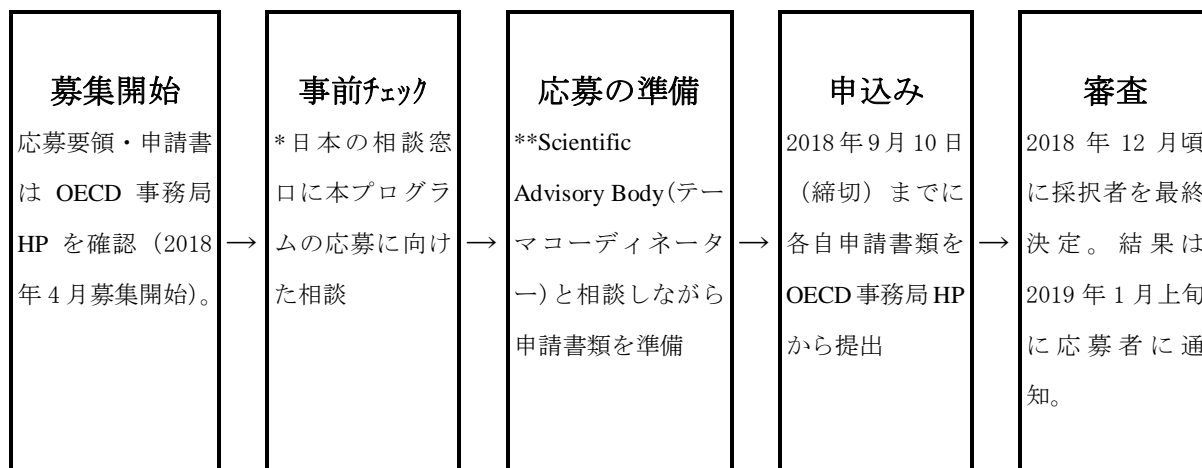 募集開始
応募要領・申請書
は OECD 事務局
HP を確認（2018
年４月募集開始)。
→
事前ﾁｪｯｸ
*日本の相談窓
口に本プログラ
ムの応募に向け
た相談
→
応募の準備
**Scientific
Advisory Body(テー
マコーディネータ
ー)と相談しながら
申請書類を準備
→
申込み
2018 年 9 月 10 日
（締切）までに
各自申請書類を
OECD 事務局 HP
から提出
→
審査
2018 年 12 月頃
に採択者を最終
決定。結果は
2019 年 1 月上旬
に応募者に通
知。